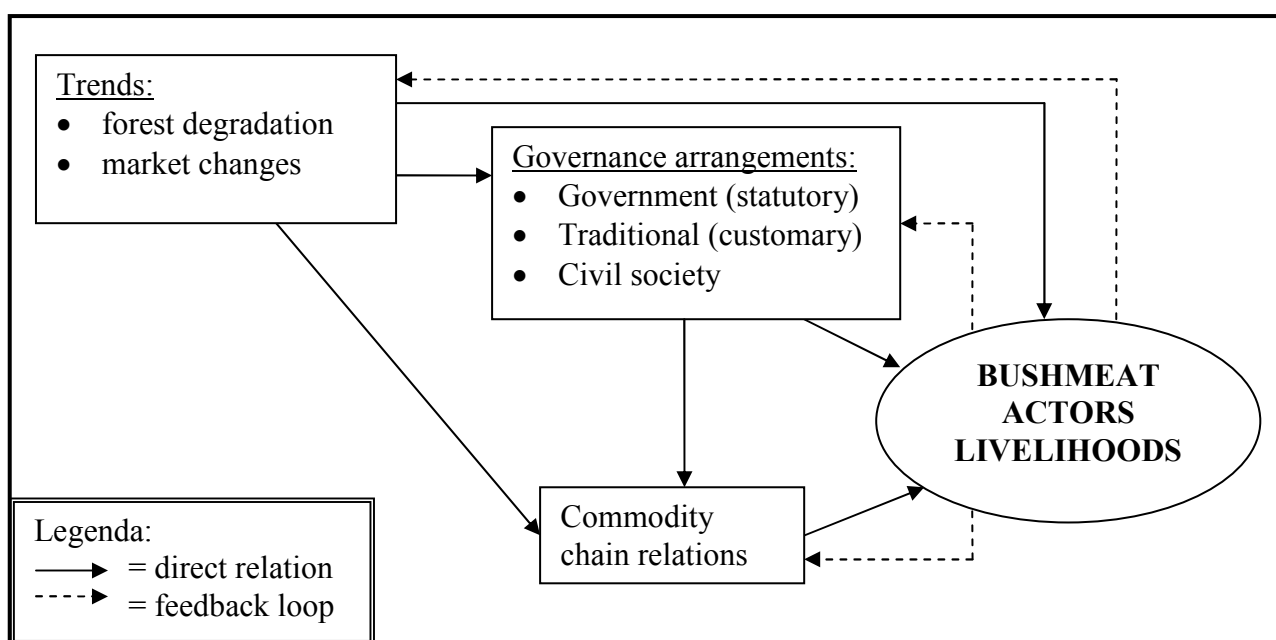 Trends:
• forest degradation
• market changes
Governance arrangements:
• Government (statutory)
• Traditional (customary)
• Civil society
BUSHMEAT
ACTORS
LIVELIHOODS
Commodity
chain relations
Legenda:
= direct relation
= feedback loop